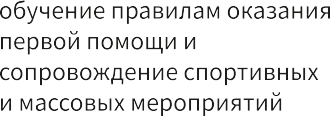 обучение правилам оказания
первой помощи и
сопровождение спортивных
и массовых мероприятий